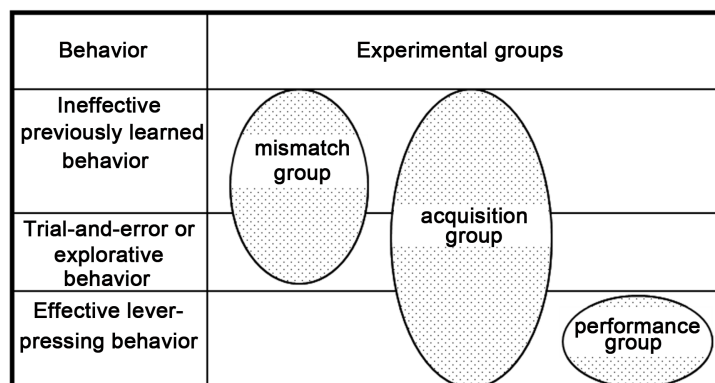 Behavior
Experimental groups
Ineffective
previously learned
behavior
mismatch
group
acquisition
group
Trial-and-error or
explorative
behavior
Effective lever-
pressing behavior
performance
group